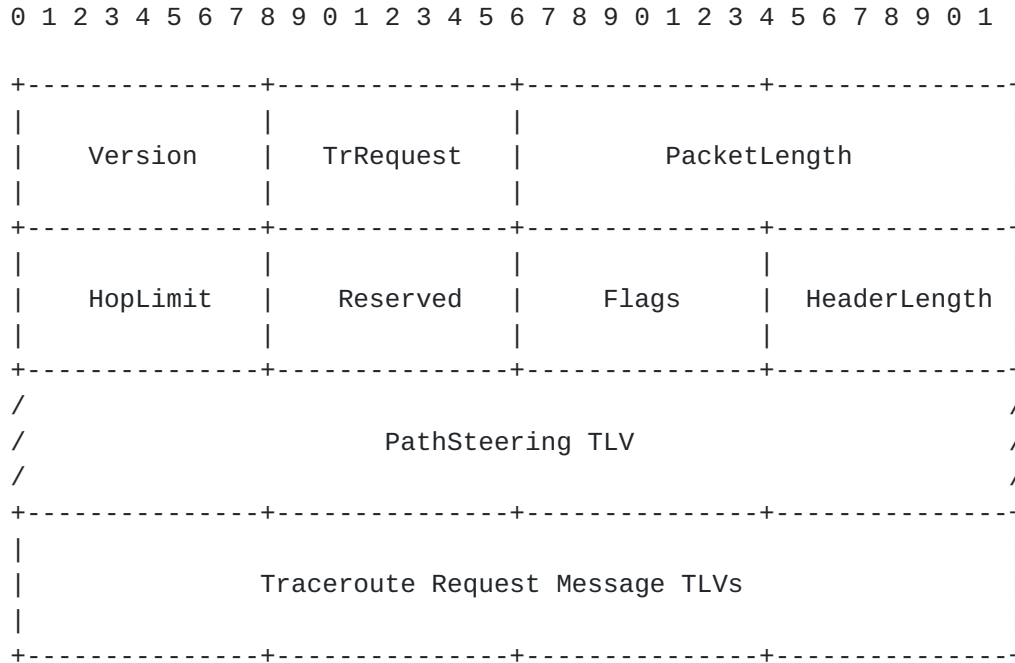 0 1 2 3 4 5 6 7 8 9 0 1 2 3 4 5 6 7 8 9 0 1 2 3 4 5 6 7 8 9 0 1
+---------------+---------------+---------------+---------------+
| | |
| Version | TrRequest | PacketLength
| | |
+---------------+---------------+---------------+---------------+
| | | |
| HopLimit | Reserved | Flags | HeaderLength
| | | |
+---------------+---------------+---------------+---------------+
/ /
/ PathSteering TLV /
/ /
+---------------+---------------+---------------+---------------+
|
| Traceroute Request Message TLVs
|
+---------------+---------------+---------------+---------------+